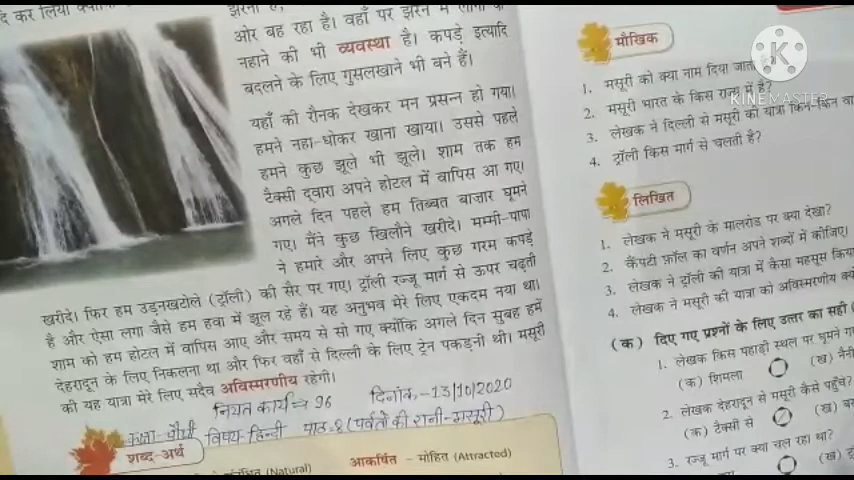 झरना है,
ओर बह रहा है। वहाँ पर झरने में
नहाने की भी व्यवस्था है। कपड़े इत्यादि
बदलने के लिए गुसलखाने भी बने हैं।
यहाँ की रौनक देखकर मन प्रसन्न हो गया।
हमने नहा-धोकर खाना खाया। उससे पहले
हमने कुछ झूले भी झूले। शाम तक हम
टैक्सी द्वारा अपने होटल में वापिस आ गए।
अगले दिन पहले हम तिब्बत बाजार घूमने
गए। मैंने कुछ खिलौने खरीदे। मम्मी-पापा
ने हमारे और अपने लिए कुछ गरम कपड़े
खरीदे। फिर हम उड़नखटोले (ट्रॉली) की सैर पर गए। ट्रॉली रज्जू मार्ग से ऊपर चढ़ती
है और ऐसा लगा जैसे हम हवा में झूल रहे हैं। यह अनुभव मेरे लिए एकदम नया था।
शाम को हम होटल में वापिस आए और समय से सो गए क्योंकि अगले दिन सुबह हमें
देहरादून के लिए निकलना था और फिर वहाँ से दिल्ली के लिए ट्रेन पकड़नी थी। मसूरी
की यह यात्रा मेरे लिए सदैव अविस्मरणीय रहेगी।
नियत कार्य⇒ 96 दिनांक-13/10/2020
कक्षा-चौथी विषय-हिन्दी पाठ-8 (पर्वतों की रानी-मसूरी)
शब्द-अर्थ
(Natural) आकर्षित - मोहित (Attracted)
मौखिक
1. मसूरी को क्या नाम दिया जाता है?
2. मसूरी भारत के किस राज्य में है?
3. लेखक ने दिल्ली से मसूरी की यात्रा किन-किन
4. ट्रॉली किस मार्ग से चलती है?
लिखित
1. लेखक ने मसूरी के मालरोड पर क्या देखा?
2. कैंपटी फ़ॉल का वर्णन अपने शब्दों में कीजिए।
3. लेखक ने ट्रॉली की यात्रा में कैसा महसूस किया
4. लेखक ने मसूरी की यात्रा को अविस्मरणीय
(क) दिए गए प्रश्नों के लिए उत्तर का सही
1. लेखक किस पहाड़ी स्थल पर घूमने
(क) शिमला (ख)
2. लेखक देहरादून से मसूरी कैसे पहुँचे?
(क) टैक्सी से (ख)
3. रज्जू मार्ग पर क्या चल रहा था?
(ख)
KINEMASTER